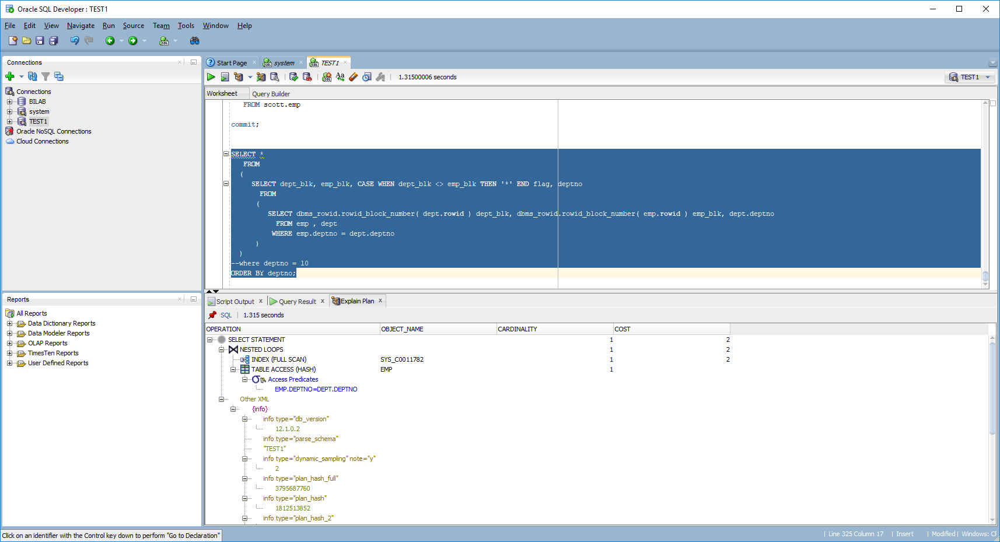 Oracle SQL Developer : TEST1
File Edit View Navigate Run Source Team Tools Window Help
Connections
Connections
BILAB
system
TEST1
Oracle NoSQL Connections
Cloud Connections
Reports
All Reports
Data Dictionary Reports
Data Modeler Reports
OLAP Reports
TimesTen Reports
User Defined Reports
Start Page system TEST1
1.31500006 seconds
TEST1
Worksheet Query Builder
FROM scott.emp
commit;
SELECT *
FROM
(
SELECT dept_blk, emp_blk, CASE WHEN dept_blk <> emp_blk THEN '*' END flag, deptno
FROM
(
SELECT dbms_rowid.rowid_block_number( dept.rowid ) dept_blk, dbms_rowid.rowid_block_number( emp.rowid ) emp_blk, dept.deptno
FROM emp , dept
WHERE emp.deptno = dept.deptno
)
)
--where deptno = 10
ORDER BY deptno;
Script Output x Query Result x Explain Plan x
SQL | 1.315 seconds
OPERATION OBJECT_NAME CARDINALITY COST
SELECT STATEMENT 1 2
NESTED LOOPS 1 2
INDEX (FULL SCAN) SYS_C0011782 1 2
TABLE ACCESS (HASH) EMP 1
Access Predicates
EMP.DEPTNO=DEPT.DEPTNO
Other XML
{info}
info type="db_version"
12.1.0.2
info type="parse_schema"
"TEST1"
info type="dynamic_sampling" note="y"
2
info type="plan_hash_full"
3795687760
info type="plan_hash"
1812513852
info type="plan_hash_2"
Click on an identifier with the Control key down to perform "Go to Declaration"
| Line 325 Column 17 | Insert | Modified | Windows: CF